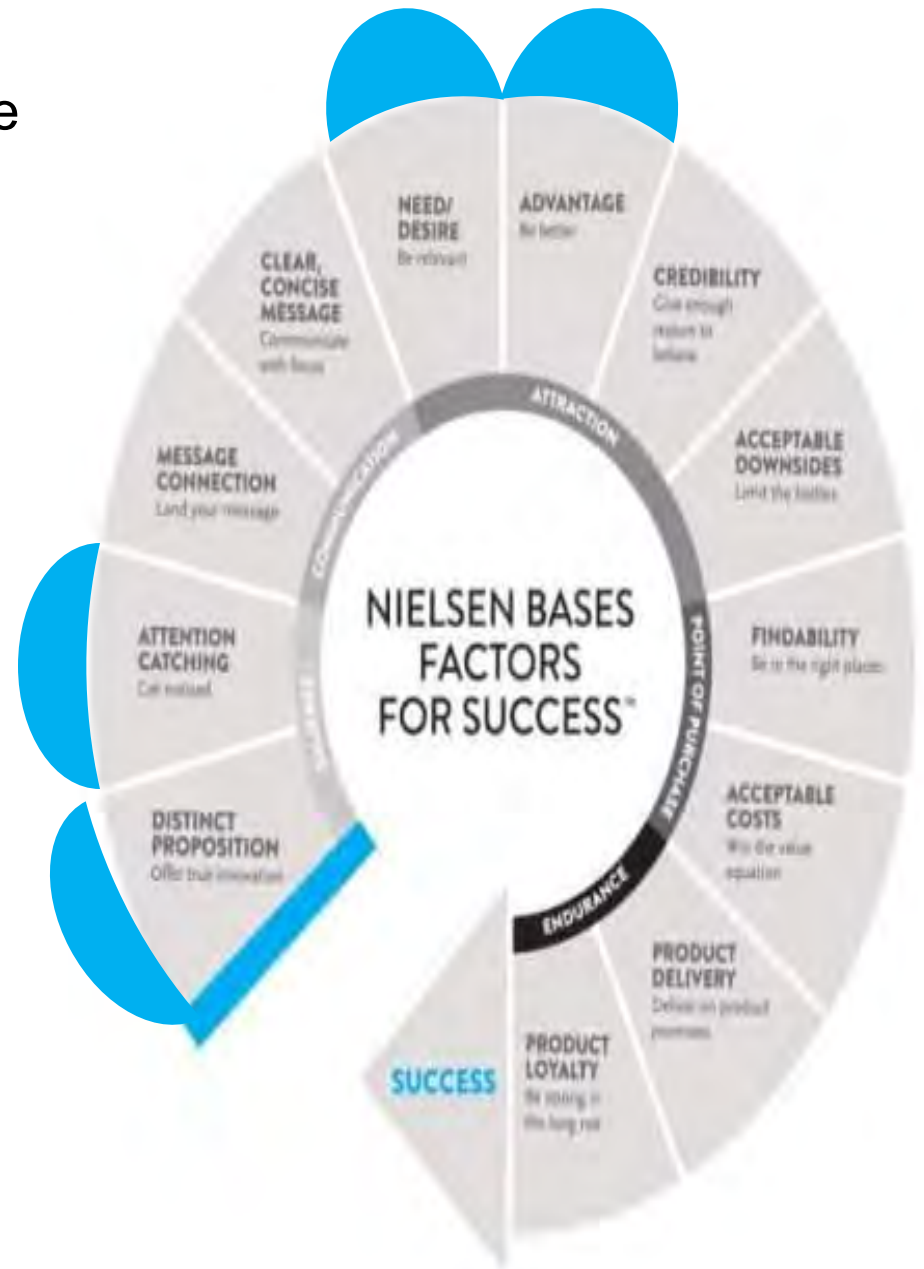 e
NEED/
DESIRE
Be relevant
ADVANTAGE
Be better
CLEAR,
CONCISE
MESSAGE
Communicate
with focus
CREDIBILITY
Give enough
reason to
believe
MESSAGE
CONNECTION
Land your message
ACCEPTABLE
DOWNSIDES
Limit the
ATTRACTION
COMMUNICATION
ATTENTION
CATCHING
Get noticed
NIELSEN BASES
FACTORS
FOR SUCCESS™
FINDABILITY
Be in the right places
POINT OF PURCHASE
DISTINCT
PROPOSITION
Offer true innovation
ACCEPTABLE
COSTS
Win the value
equation
ENDURANCE
PRODUCT
DELIVERY
Deliver on product
promises
PRODUCT
LOYALTY
Be strong in
the long run
SUCCESS